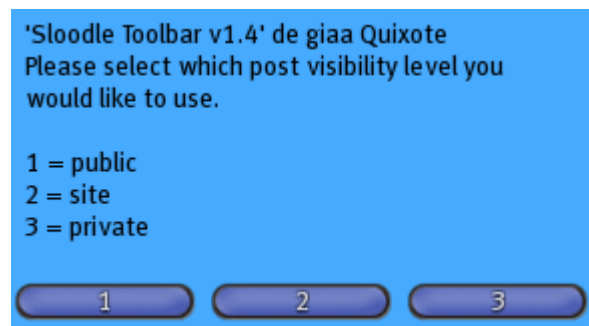 'Sloodle Toolbar v1.4' de giaa Quixote
Please select which post visibility level you
would like to use.
1 = public
2 = site
3 = private
1 2 3